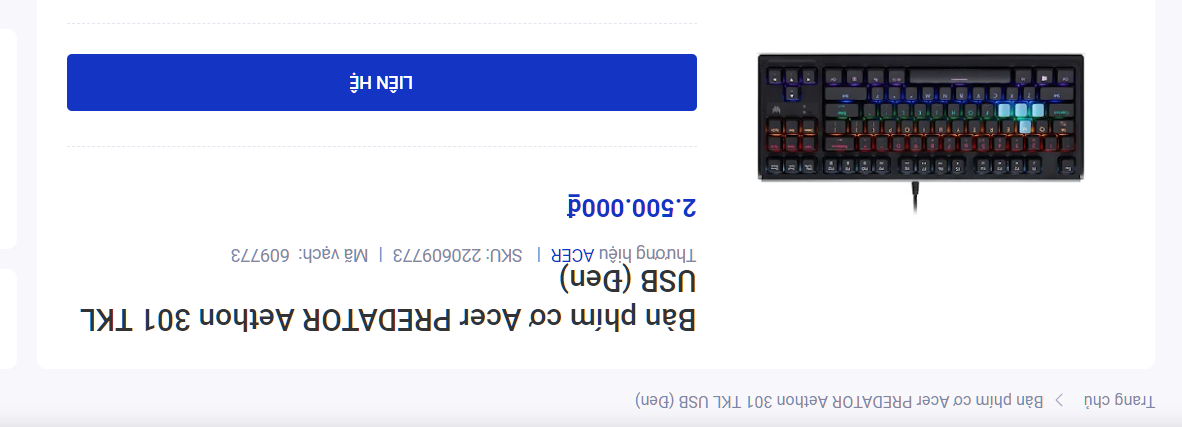 Trang chủ > Bàn phím cơ Acer PREDATOR Aethon 301 TKL USB (Đen)
Bàn phím cơ Acer PREDATOR Aethon 301 TKL
USB (Đen)
Thương hiệu ACER | SKU: 220609773 | Mã vạch: 609773
2.500.000₫
LIÊN HỆ